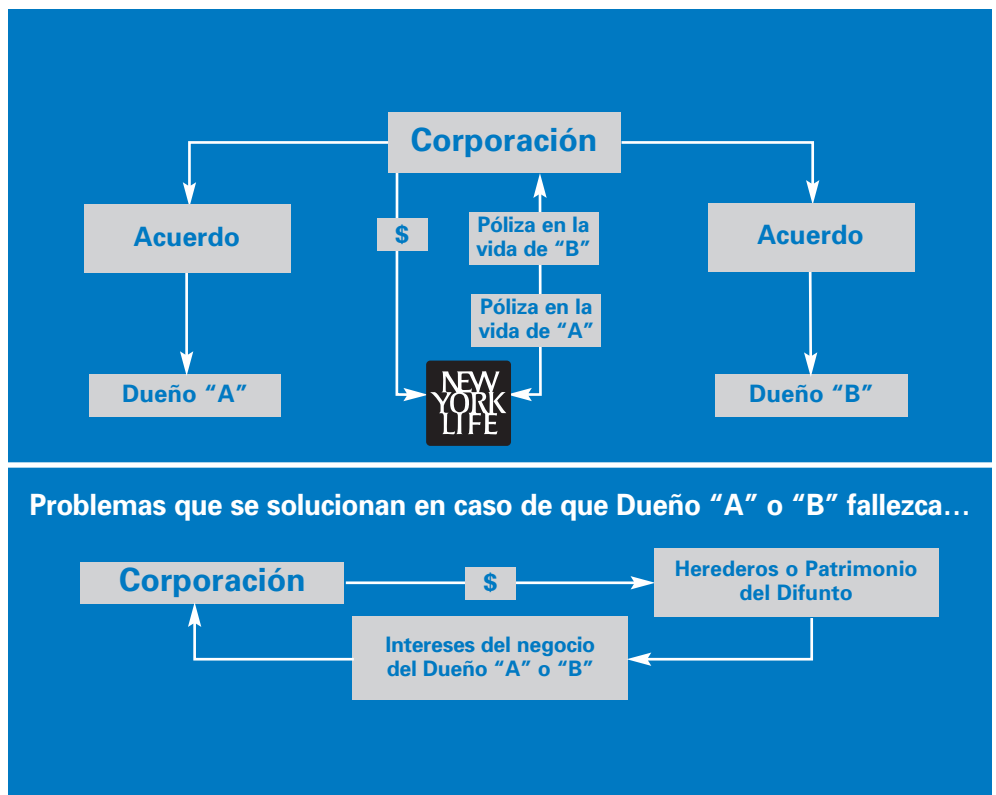 Corporación
Acuerdo
$
Póliza en la
vida de “B”
Acuerdo
Póliza en la
vida de “A”
Dueño “A”
NEW
YORK
LIFE
Dueño “B”
Problemas que se solucionan en caso de que Dueño “A” o “B” fallezca…
Corporación
$
Herederos o Patrimonio
del Difunto
Intereses del negocio
del Dueño “A” o “B”